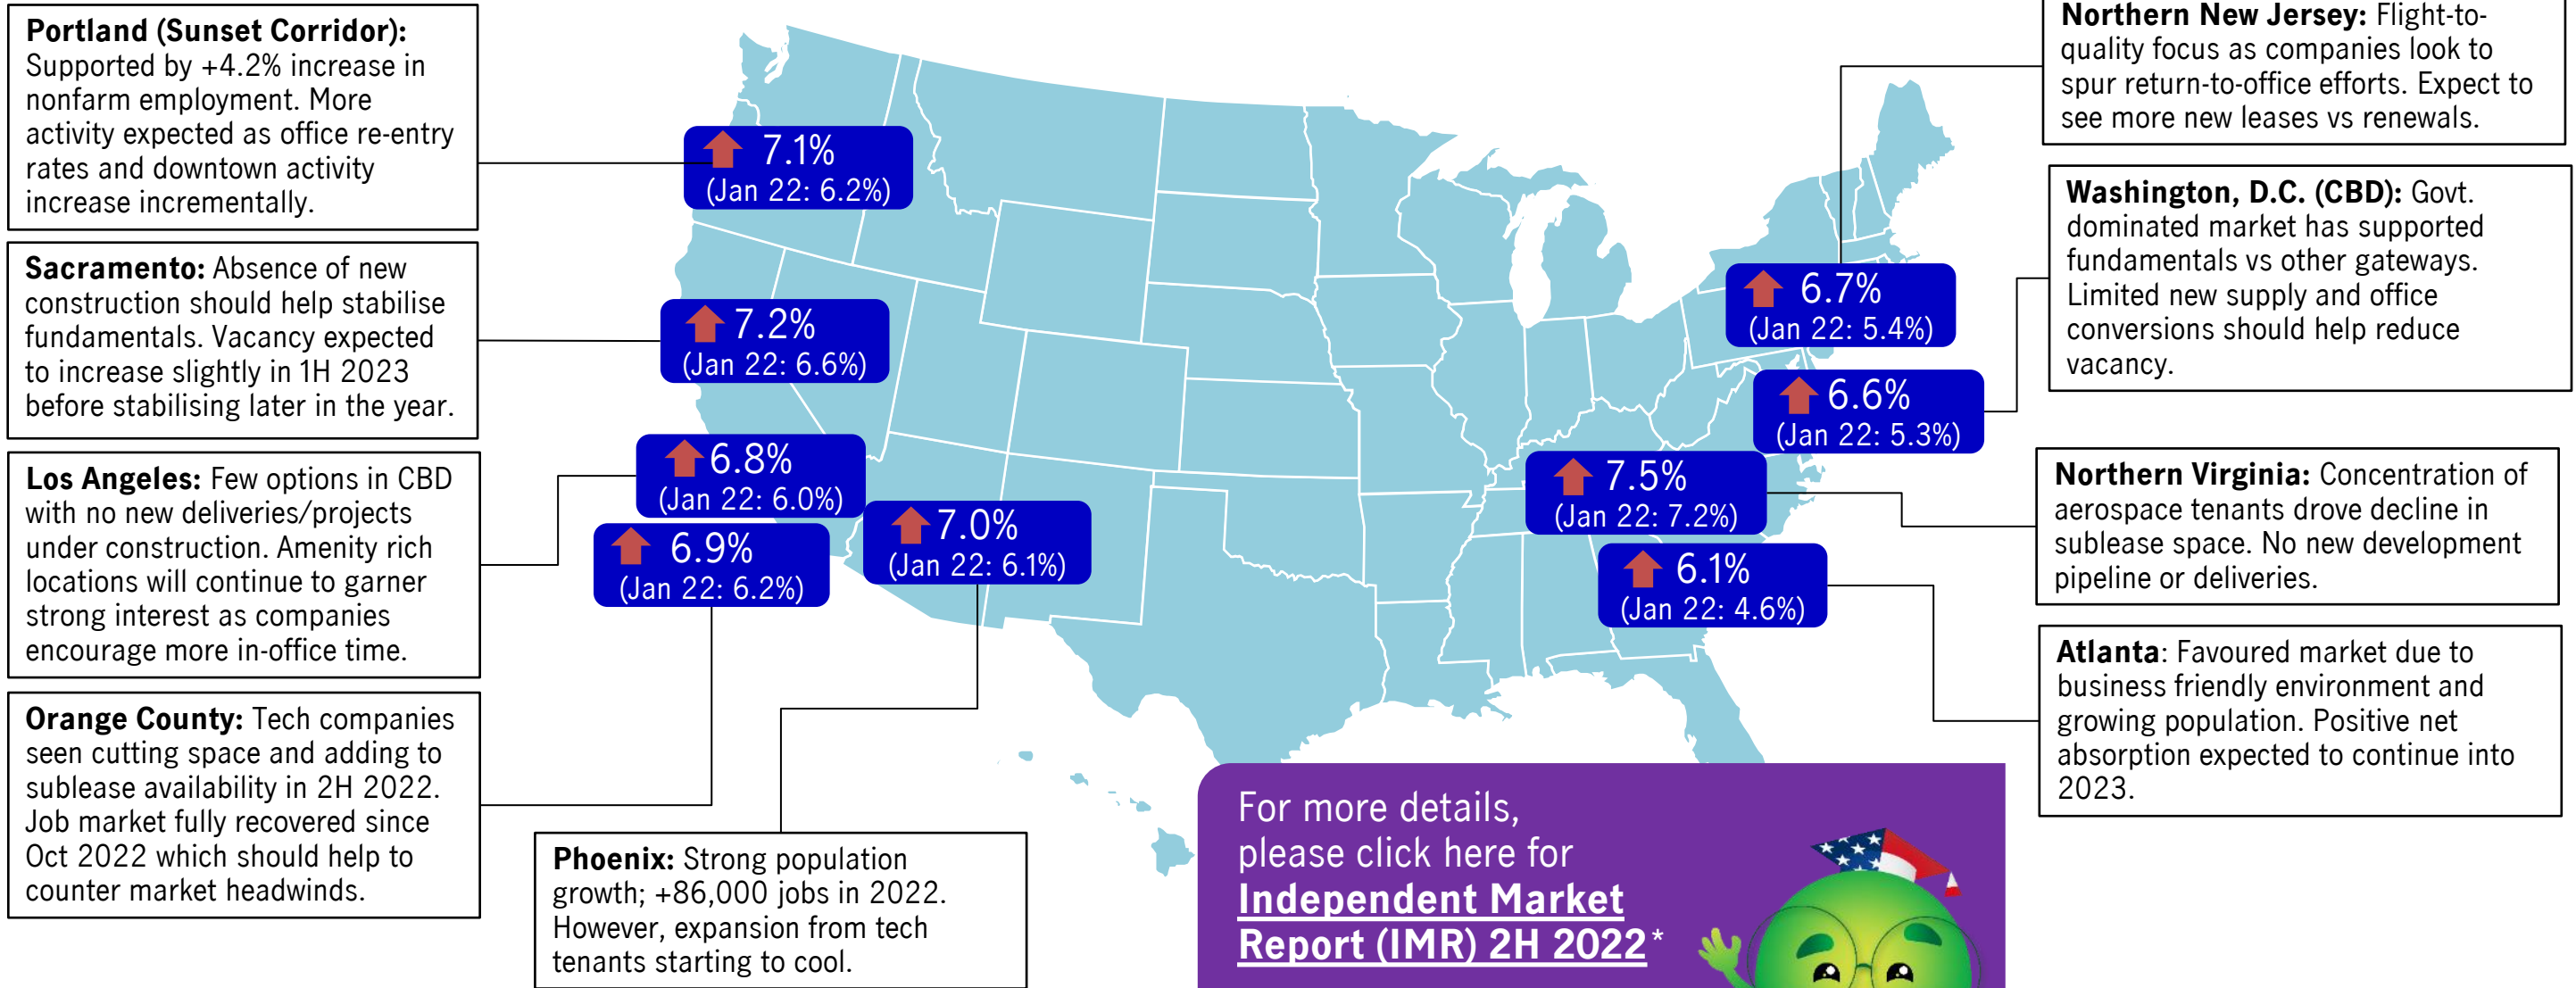 Portland (Sunset Corridor):
Supported by +4.2% increase in
nonfarm employment. More
activity expected as office re-entry
rates and downtown activity
increase incrementally.
Sacramento: Absence of new
construction should help stabilise
fundamentals. Vacancy expected
to increase slightly in 1H 2023
before stabilising later in the year.
Los Angeles: Few options in CBD
with no new deliveries/projects
under construction. Amenity rich
locations will continue to garner
strong interest as companies
encourage more in-office time.
Orange County: Tech companies
seen cutting space and adding to
sublease availability in 2H 2022.
Job market fully recovered since
Oct 2022 which should help to
counter market headwinds.
7.1%
(Jan 22: 6.2%)
7.2%
(Jan 22: 6.6%)
6.8%
(Jan 22: 6.0%)
6.9%
(Jan 22: 6.2%)
7.0%
(Jan 22: 6.1%)
Phoenix: Strong population
growth; +86,000 jobs in 2022.
However, expansion from tech
tenants starting to cool.
6.7%
(Jan 22: 5.4%)
6.6%
(Jan 22: 5.3%)
7.5%
(Jan 22: 7.2%)
6.1%
(Jan 22: 4.6%)
Northern New Jersey: Flight-to-
quality focus as companies look to
spur return-to-office efforts. Expect to
see more new leases vs renewals.
Washington, D.C. (CBD): Govt.
dominated market has supported
fundamentals vs other gateways.
Limited new supply and office
conversions should help reduce
vacancy.
Northern Virginia: Concentration of
aerospace tenants drove decline in
sublease space. No new development
pipeline or deliveries.
Atlanta: Favoured market due to
business friendly environment and
growing population. Positive net
absorption expected to continue into
2023.
For more details,
please click here for
Independent Market
Report (IMR) 2H 2022*